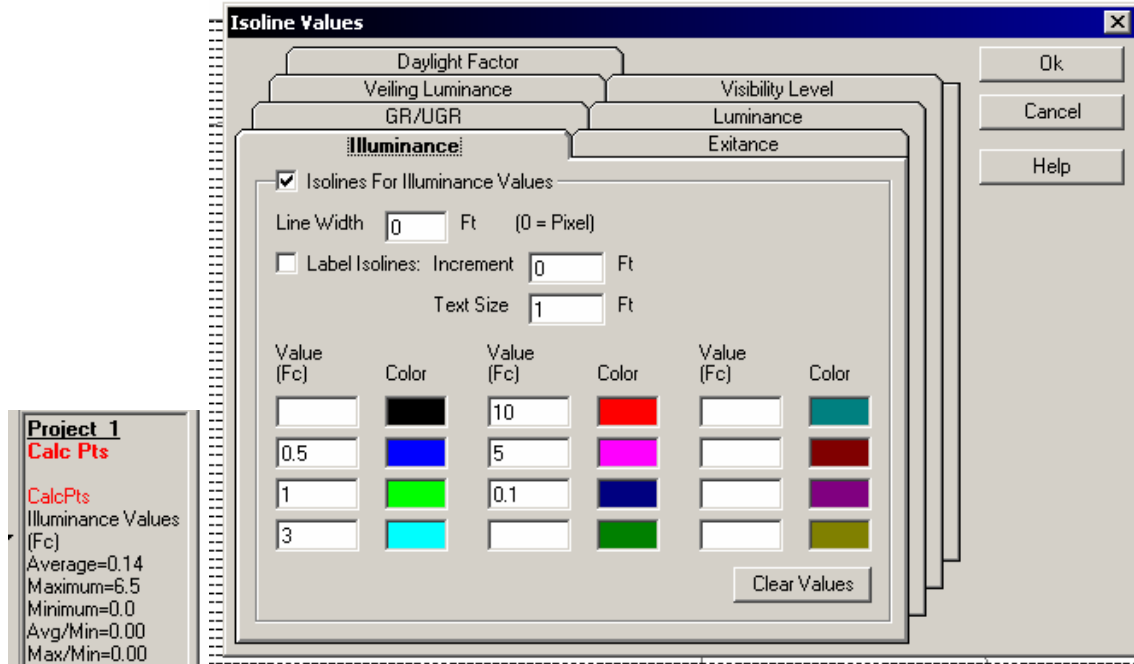 Isoline Values
Daylight Factor
Veiling Luminance Visibility Level
GR/UGR Luminance
Illuminance Exitance
Ok
Cancel
Help
Isolines For Illuminance Values
Line Width 0 Ft (0 = Pixel)
Label Isolines: Increment 0 Ft
Text Size 1 Ft
Value (Fc) Color Value (Fc) Color Value (Fc) Color
10
0.5 5
1 0.1
3
Clear Values
Project_1
Calc Pts
CalcPts
Illuminance Values
(Fc)
Average=0.14
Maximum=6.5
Minimum=0.0
Avg/Min=0.00
Max/Min=0.00